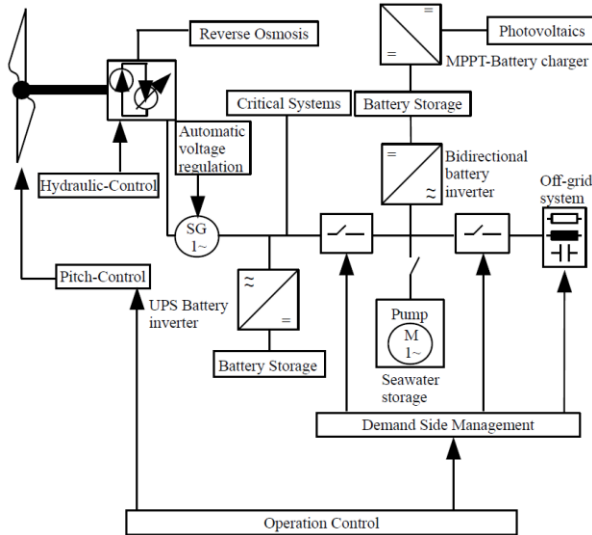 Reverse Osmosis
Photovoltaics
=
=
MPPT-Battery charger
Critical Systems
Battery Storage
Automatic
voltage
regulation
Hydraulic-Control
=
≈
Bidirectional
battery
inverter
Off-grid
system
SG
1~
Pitch-Control
UPS Battery
inverter
≈
=
Pump
M
1~
Battery Storage
Seawater
storage
Demand Side Management
Operation Control